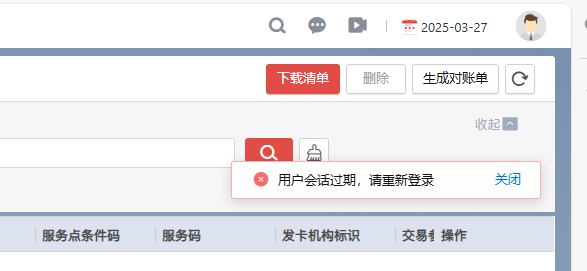 2025-03-27
下载清单 删除 生成对账单
收起
用户会话过期，请重新登录 关闭
服务点条件码 服务码 发卡机构标识 交易 操作